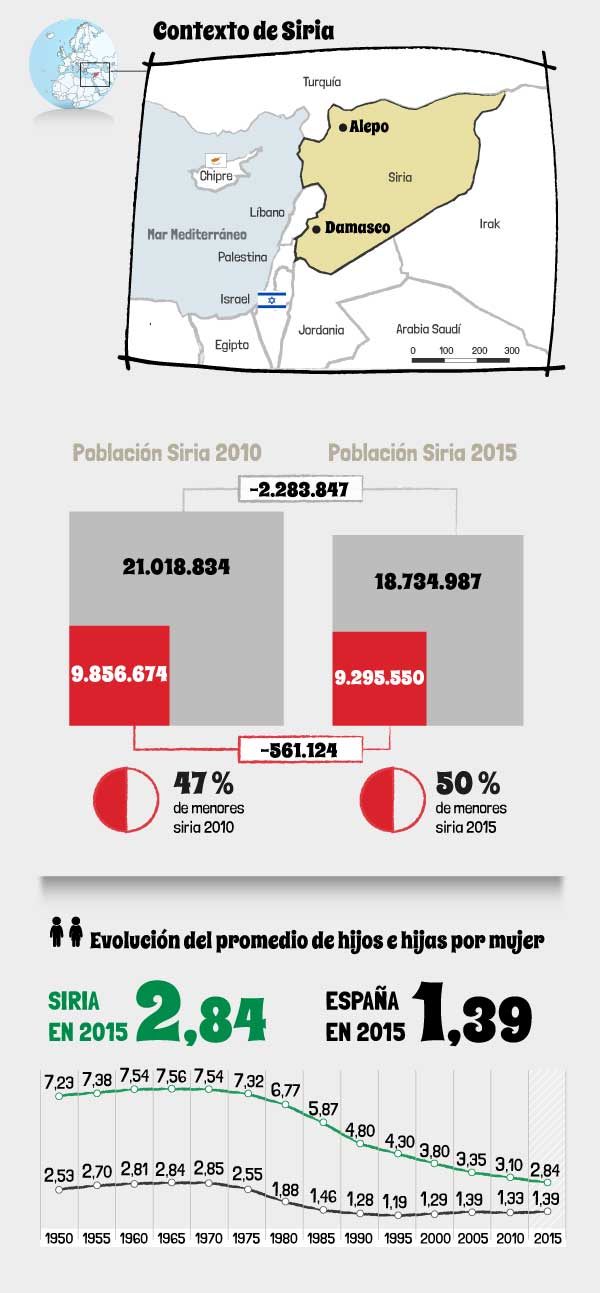 Contexto de Siria
Turquía
Alepo
Chipre
Siria
Líbano
Damasco
Irak
Mar Mediterráneo
Palestina
Israel
Jordania
Arabia Saudí
Egipto
0 100 200 300
Población Siria 2010
Población Siria 2015
-2.283.847
21.018.834
18.734.987
9.856.674
9.295.550
-561.124
47 %
de menores
siria 2010
50 %
de menores
siria 2015
Evolución del promedio de hijos e hijas por mujer
SIRIA
EN 2015
2,84
ESPAÑA
EN 2015
1,39
7,23 7,38 7,54 7,56 7,54 7,32 6,77 5,87 4,80 4,30 3,80 3,35 3,10 2,84
2,53 2,70 2,81 2,84 2,85 2,55 1,88 1,46 1,28 1,19 1,29 1,39 1,33 1,39
1950 1955 1960 1965 1970 1975 1980 1985 1990 1995 2000 2005 2010 2015